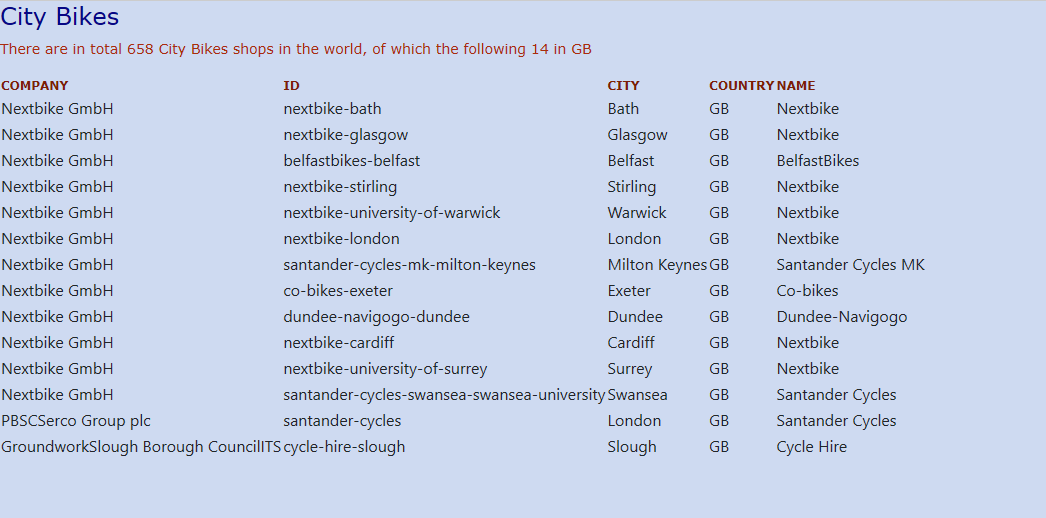 City Bikes
There are in total 658 City Bikes shops in the world, of which the following 14 in GB
COMPANY ID CITY COUNTRY NAME
Nextbike GmbH nextbike-bath Bath GB Nextbike
Nextbike GmbH nextbike-glasgow Glasgow GB Nextbike
Nextbike GmbH belfastbikes-belfast Belfast GB BelfastBikes
Nextbike GmbH nextbike-stirling Stirling GB Nextbike
Nextbike GmbH nextbike-university-of-warwick Warwick GB Nextbike
Nextbike GmbH nextbike-london London GB Nextbike
Nextbike GmbH santander-cycles-mk-milton-keynes Milton Keynes GB Santander Cycles MK
Nextbike GmbH co-bikes-exeter Exeter GB Co-bikes
Nextbike GmbH dundee-navigogo-dundee Dundee GB Dundee-Navigogo
Nextbike GmbH nextbike-cardiff Cardiff GB Nextbike
Nextbike GmbH nextbike-university-of-surrey Surrey GB Nextbike
Nextbike GmbH santander-cycles-swansea-swansea-university Swansea GB Santander Cycles
PBSCSerco Group plc santander-cycles London GB Santander Cycles
GroundworkSlough Borough CouncilITS cycle-hire-slough Slough GB Cycle Hire